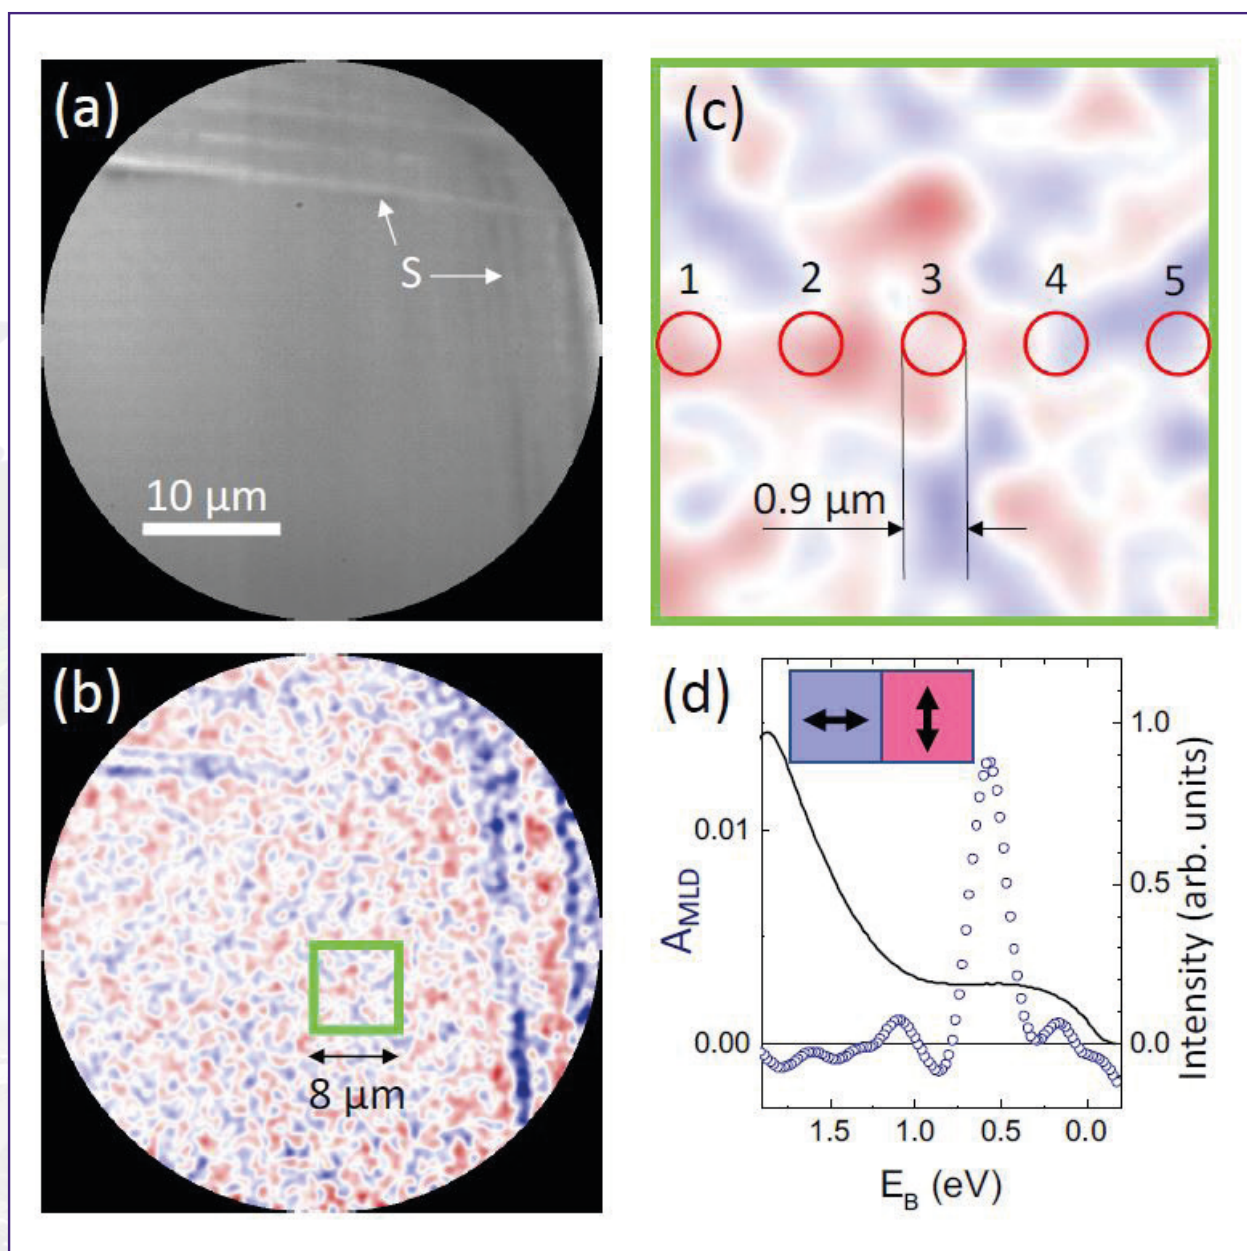 (a)
S
10 μm
(b)
8 μm
(c)
1 2 3 4 5
0.9 μm
(d)
1.0
0.5
0.0
0.01
0.00
A_MLD
Intensity (arb. units)
1.5 1.0 0.5 0.0
E_B (eV)